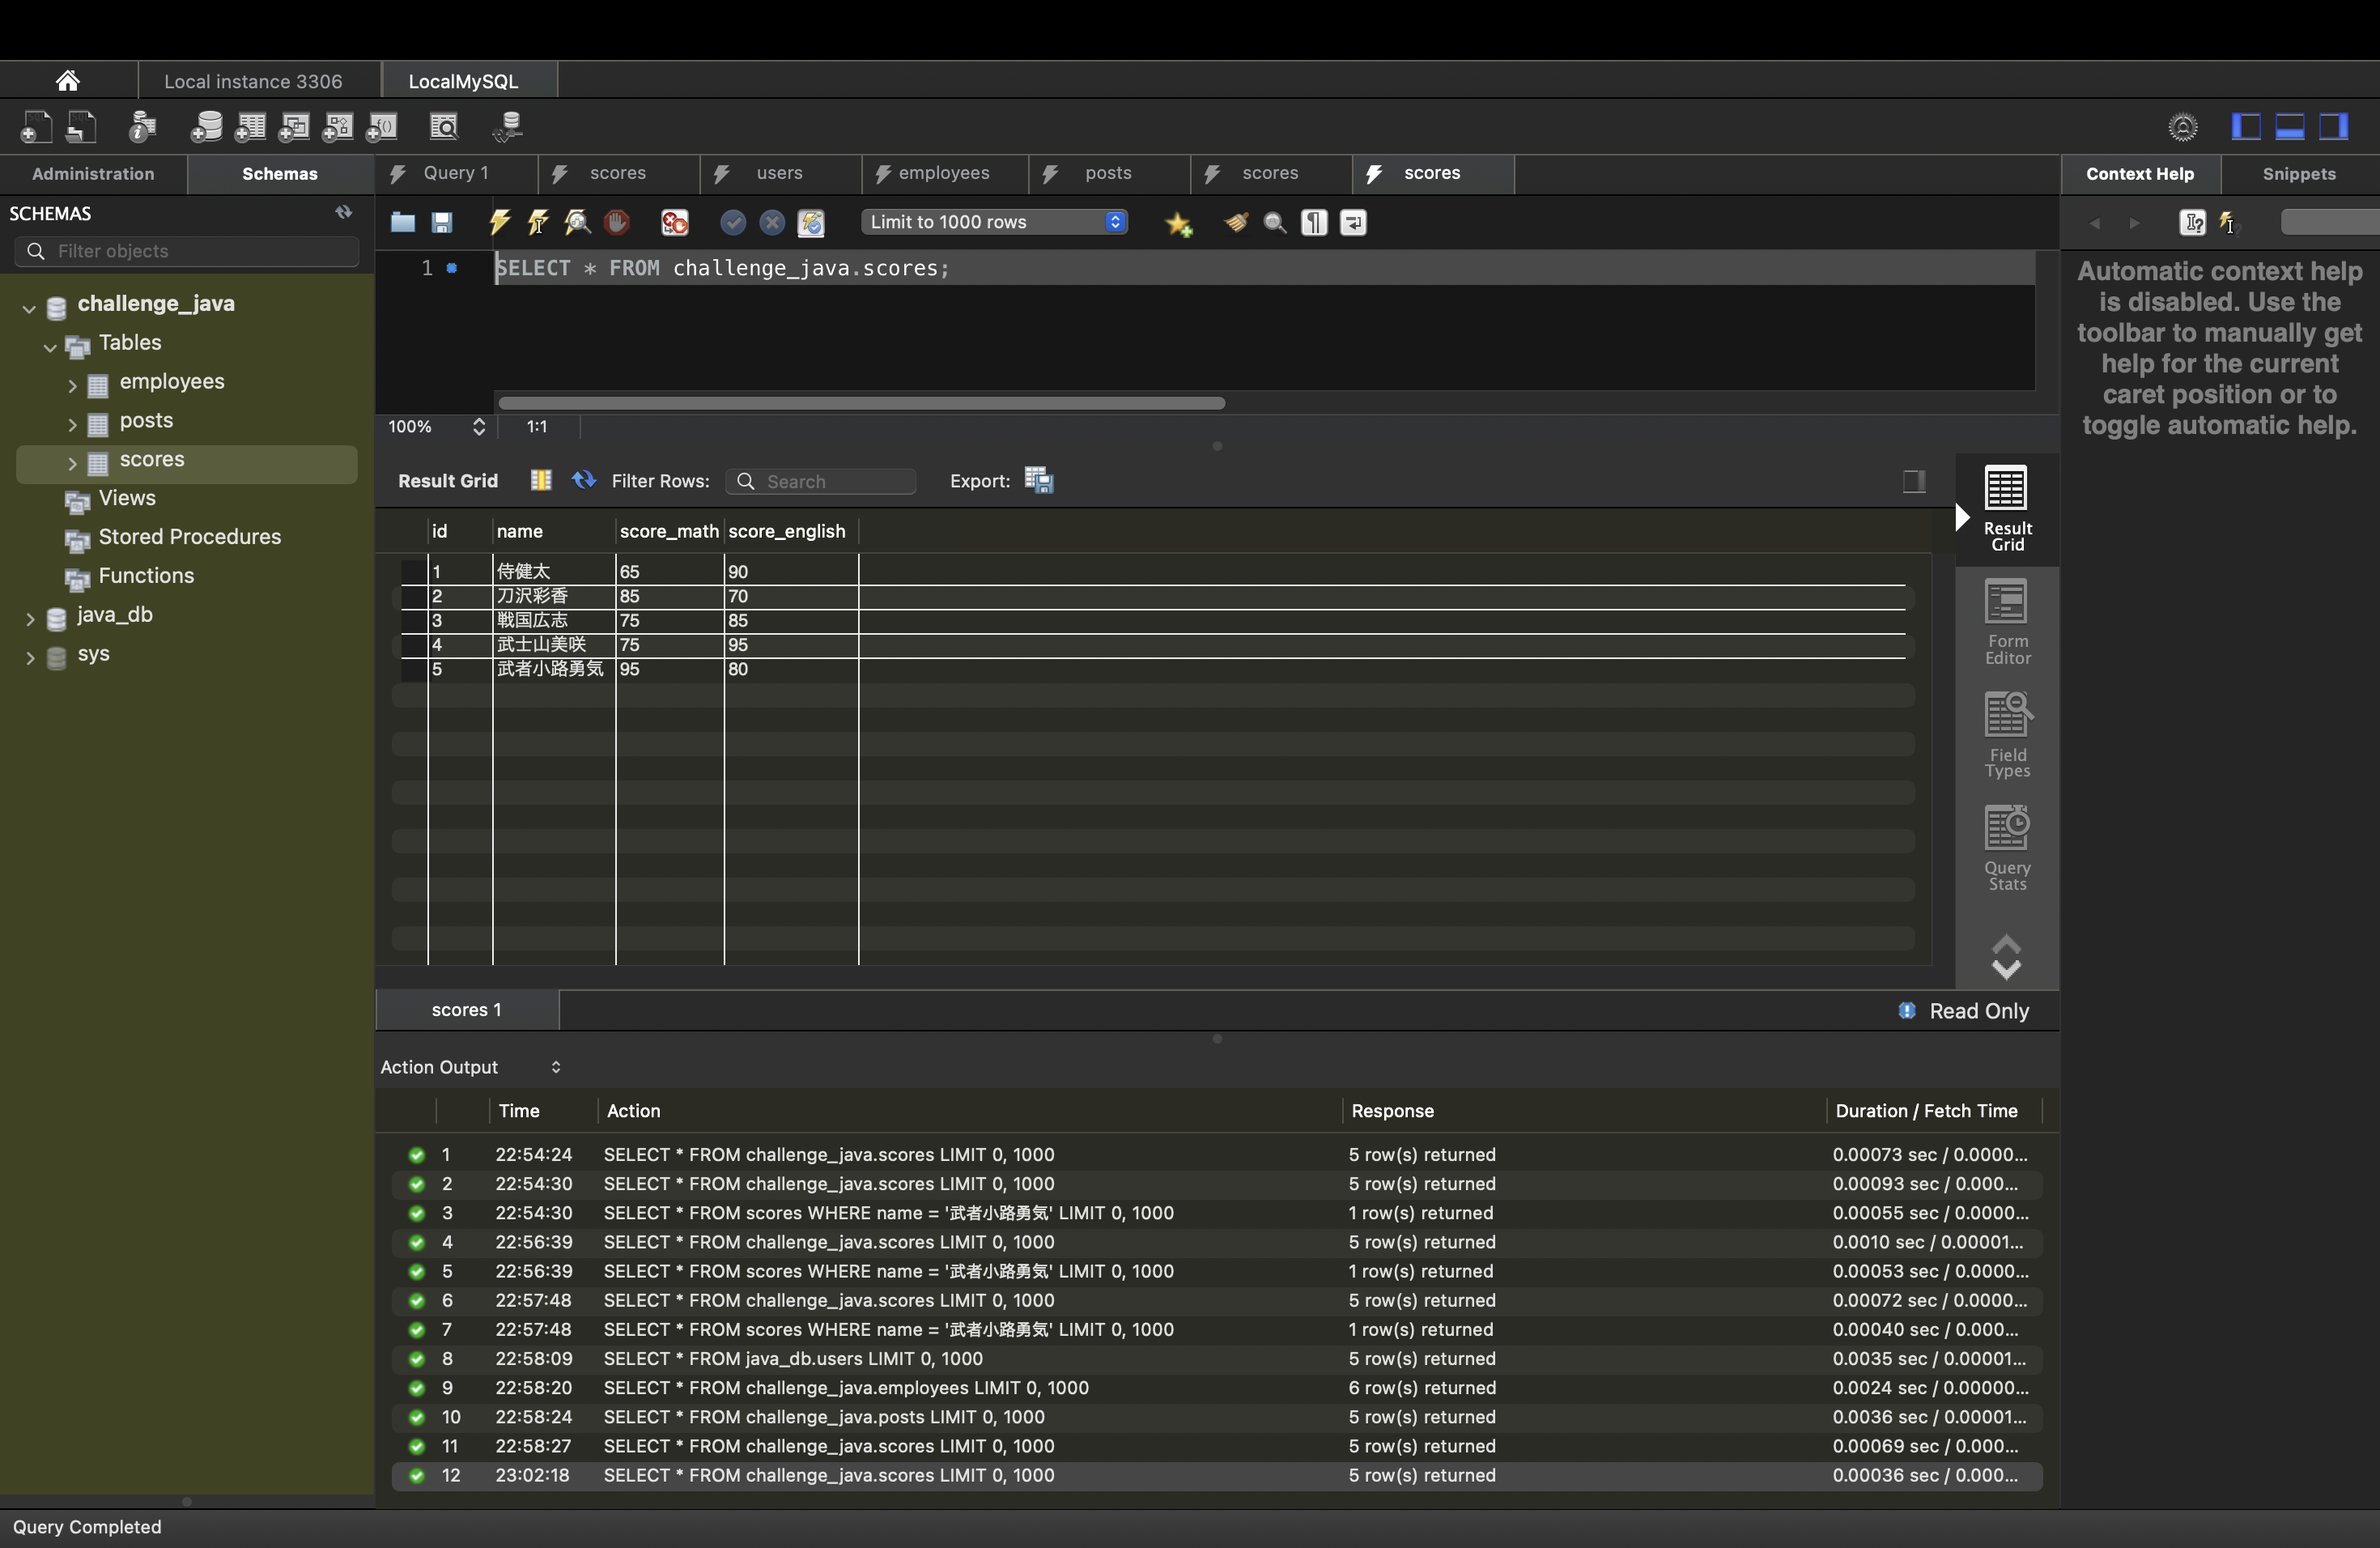 Local instance 3306 LocalMySQL
Administration Schemas Query 1 scores users employees posts scores scores Context Help Snippets
SCHEMAS
Filter objects
Limit to 1000 rows
1 SELECT * FROM challenge_java.scores;
challenge_java
Tables
employees
posts
scores
Views
Stored Procedures
Functions
java_db
sys
Automatic context help
is disabled. Use the
toolbar to manually get
help for the current
caret position or to
toggle automatic help.
100% 1:1
Result Grid Filter Rows: Search Export:
id name score_math score_english
1 侍健太 65 90
2 刀沢彩香 85 70
3 戦国広志 75 85
4 武士山美咲 75 95
5 武者小路勇気 95 80
Result
Grid
Form
Editor
Field
Types
Query
Stats
scores 1 Read Only
Action Output
Time Action Response Duration / Fetch Time
1 22:54:24 SELECT * FROM challenge_java.scores LIMIT 0, 1000 5 row(s) returned 0.00073 sec / 0.0000...
2 22:54:30 SELECT * FROM challenge_java.scores LIMIT 0, 1000 5 row(s) returned 0.00093 sec / 0.000...
3 22:54:30 SELECT * FROM scores WHERE name = '武者小路勇気' LIMIT 0, 1000 1 row(s) returned 0.00055 sec / 0.0000...
4 22:56:39 SELECT * FROM challenge_java.scores LIMIT 0, 1000 5 row(s) returned 0.0010 sec / 0.00001...
5 22:56:39 SELECT * FROM scores WHERE name = '武者小路勇気' LIMIT 0, 1000 1 row(s) returned 0.00053 sec / 0.0000...
6 22:57:48 SELECT * FROM challenge_java.scores LIMIT 0, 1000 5 row(s) returned 0.00072 sec / 0.0000...
7 22:57:48 SELECT * FROM scores WHERE name = '武者小路勇気' LIMIT 0, 1000 1 row(s) returned 0.00040 sec / 0.000...
8 22:58:09 SELECT * FROM java_db.users LIMIT 0, 1000 5 row(s) returned 0.0035 sec / 0.00001...
9 22:58:20 SELECT * FROM challenge_java.employees LIMIT 0, 1000 6 row(s) returned 0.0024 sec / 0.00000...
10 22:58:24 SELECT * FROM challenge_java.posts LIMIT 0, 1000 5 row(s) returned 0.0036 sec / 0.00001...
11 22:58:27 SELECT * FROM challenge_java.scores LIMIT 0, 1000 5 row(s) returned 0.00069 sec / 0.000...
12 23:02:18 SELECT * FROM challenge_java.scores LIMIT 0, 1000 5 row(s) returned 0.00036 sec / 0.000...
Query Completed